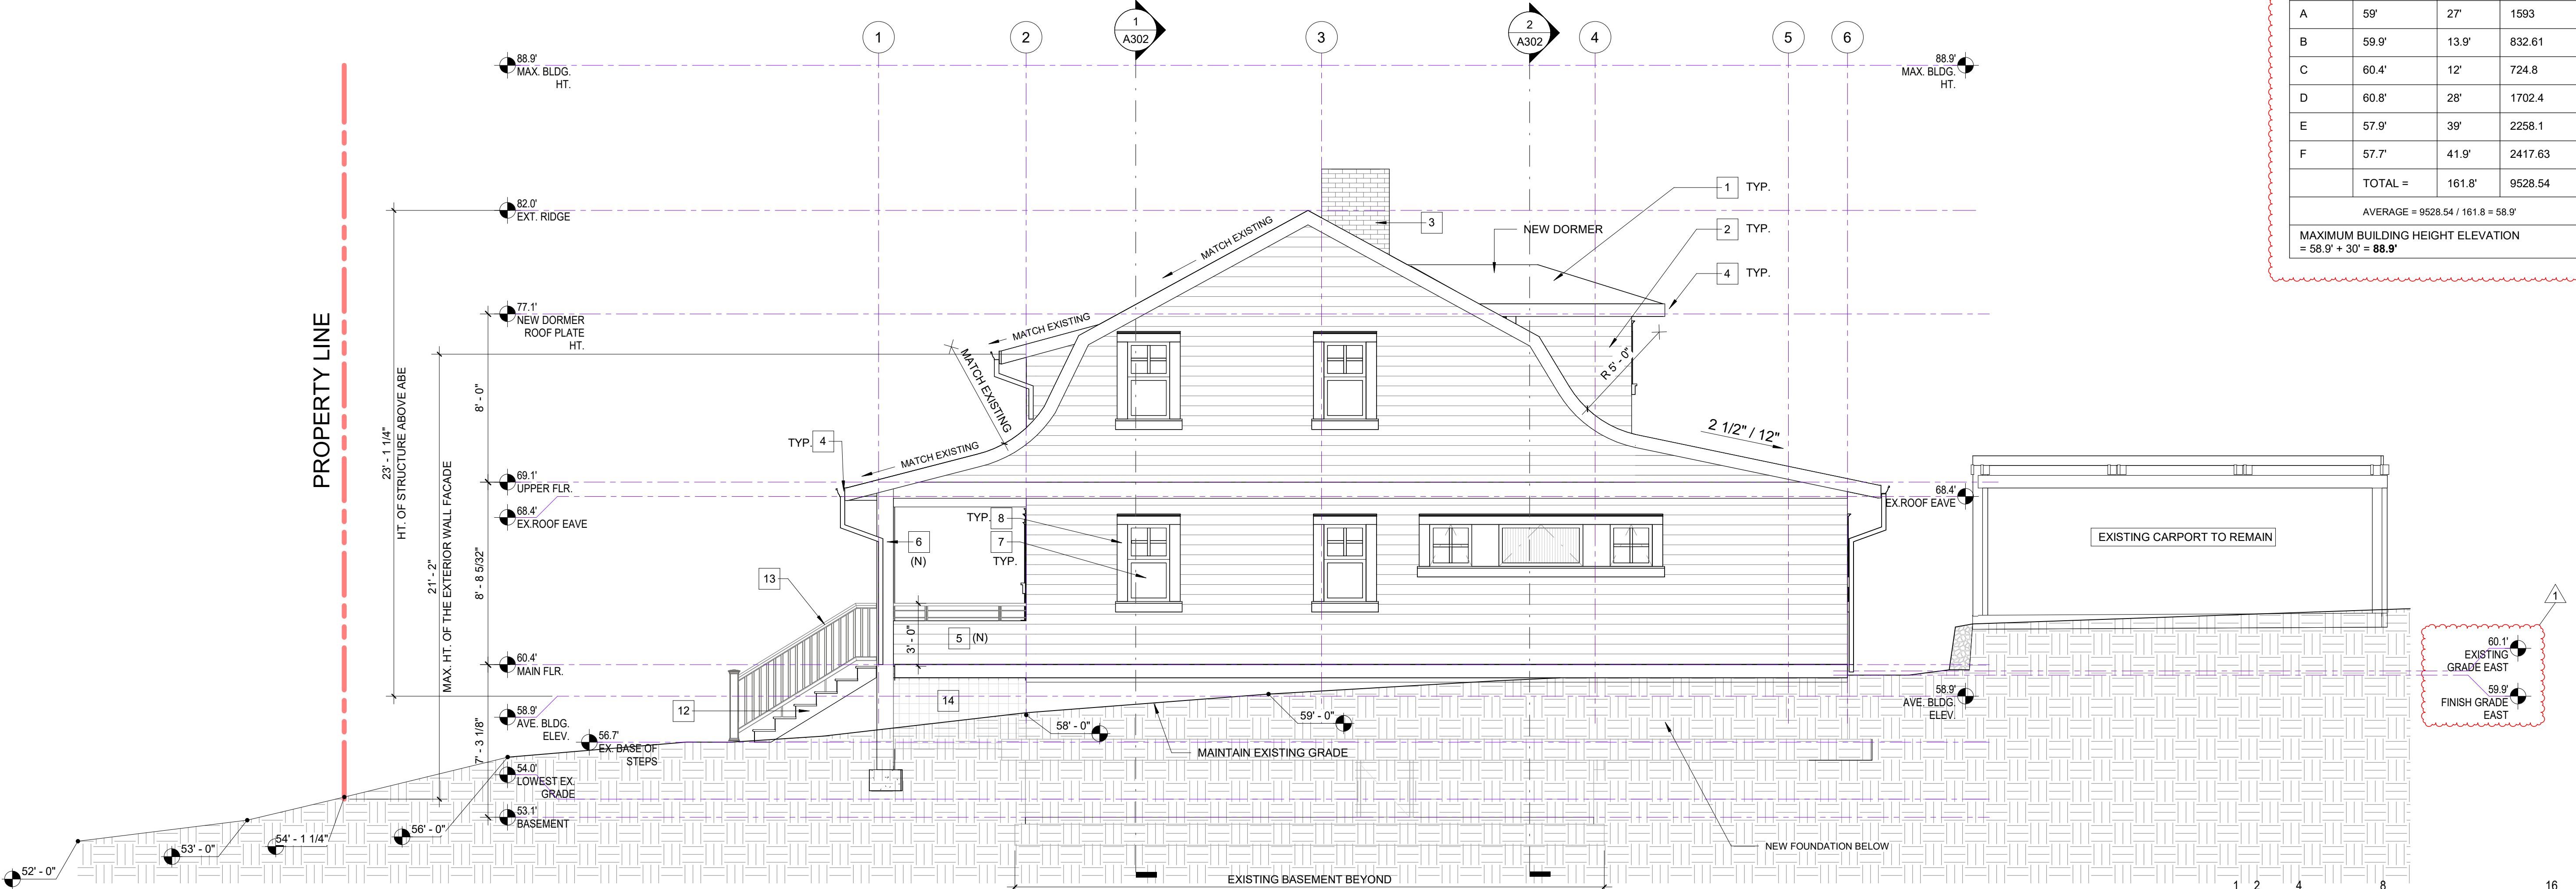 1
A302
2
A302
1
2
3
4
5
6
88.9'
MAX. BLDG.
HT.
88.9'
MAX. BLDG.
HT.
A 59' 27' 1593
B 59.9' 13.9' 832.61
C 60.4' 12' 724.8
D 60.8' 28' 1702.4
E 57.9' 39' 2258.1
F 57.7' 41.9' 2417.63
TOTAL = 161.8' 9528.54
AVERAGE = 9528.54 / 161.8 = 58.9'
MAXIMUM BUILDING HEIGHT ELEVATION
= 58.9' + 30' = 88.9'
PROPERTY LINE
82.0'
EXT. RIDGE
77.1'
NEW DORMER
ROOF PLATE
HT.
69.1'
UPPER FLR.
68.4'
EX.ROOF EAVE
60.4'
MAIN FLR.
58.9'
AVE. BLDG.
ELEV.
56.7'
EX. BASE OF
STEPS
54.0'
LOWEST EX.
GRADE
53.1'
BASEMENT
23' - 1 1/4"
HT. OF STRUCTURE ABOVE ABE
21' - 2"
MAX. HT. OF THE EXTERIOR WALL FACADE
8' - 0"
8' - 8 5/32"
7' - 3 1/8"
MATCH EXISTING
MATCH EXISTING
MATCH EXISTING
MATCH EXISTING
3
NEW DORMER
1 TYP.
2 TYP.
4 TYP.
R 5' - 0"
2 1/2" / 12"
TYP. 4
6
(N)
TYP. 8
7
TYP.
5 (N)
3' - 0"
13
12
14
68.4'
EX.ROOF EAVE
EXISTING CARPORT TO REMAIN
1
60.1'
EXISTING
GRADE EAST
59.9'
FINISH GRADE
EAST
58.9'
AVE. BLDG.
ELEV.
58' - 0"
59' - 0"
MAINTAIN EXISTING GRADE
NEW FOUNDATION BELOW
EXISTING BASEMENT BEYOND
56' - 0"
54' - 1 1/4"
53' - 0"
52' - 0"
1 2 4 8 16